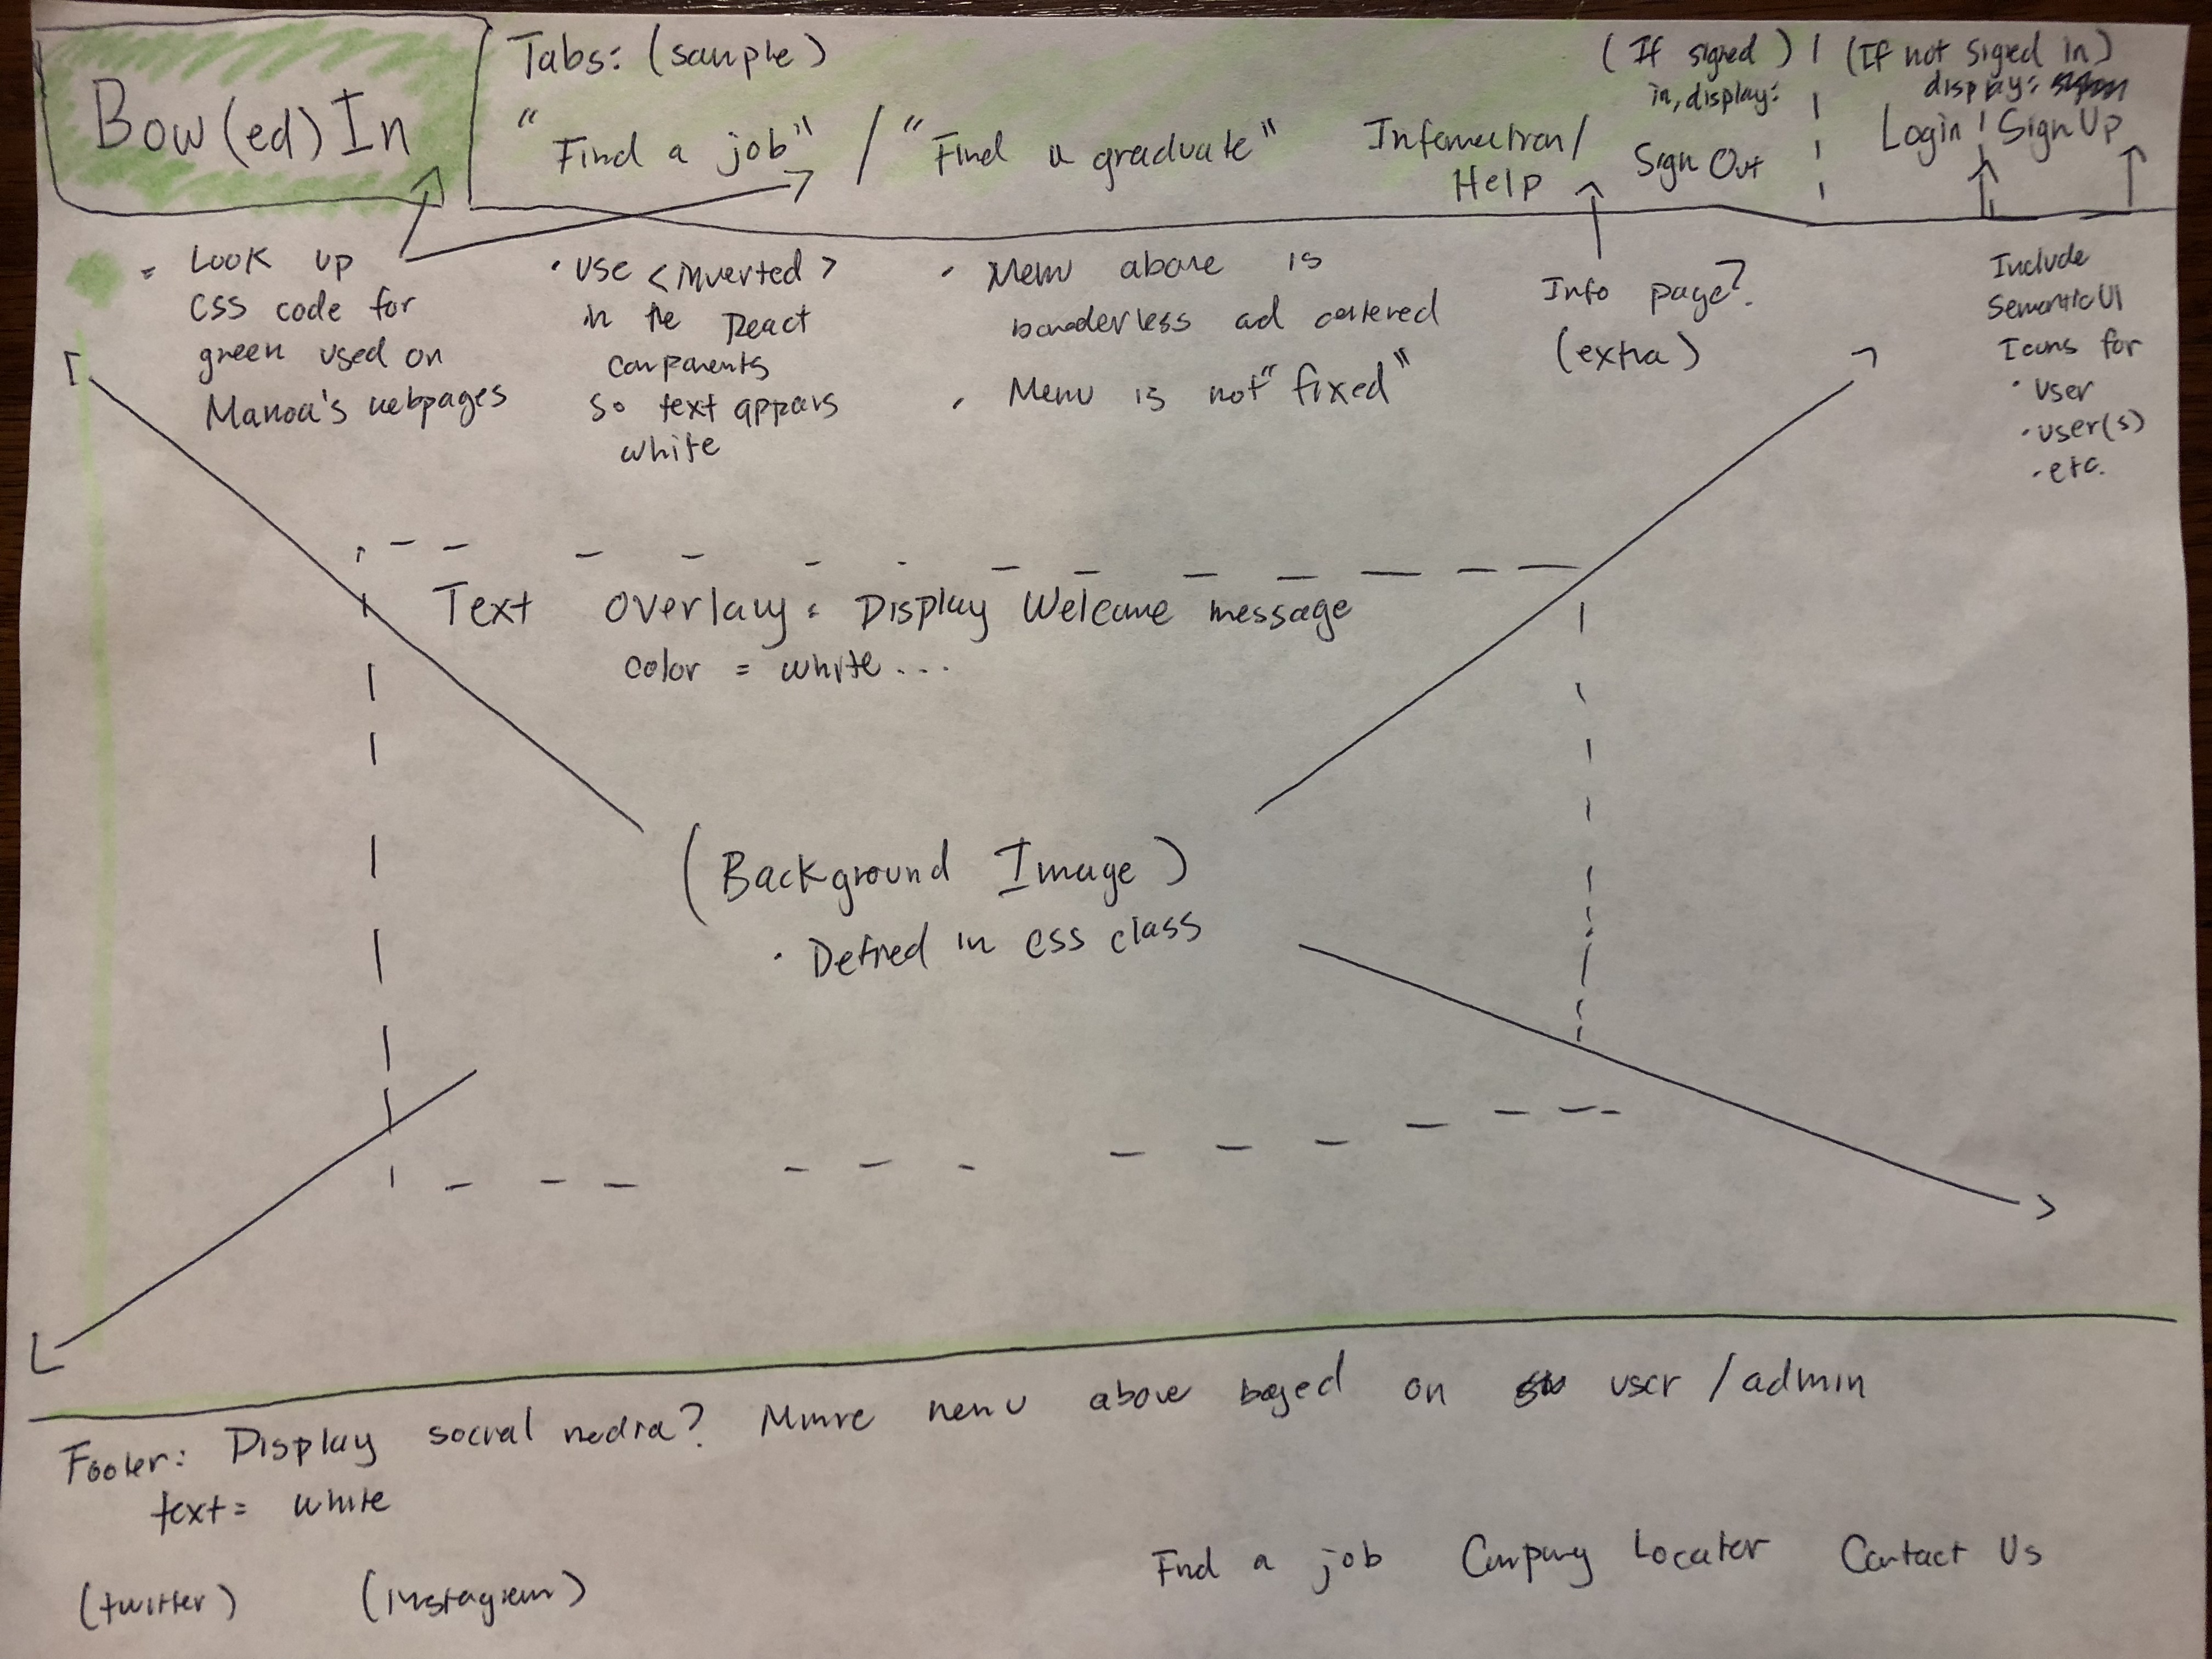 Bow(ed) In
Tabs: (sample)
"Find a job" / "Find a graduate"
Information/
Help
(If signed)
in, display:
Sign Out
(If not signed in)
display:
Login | Sign Up
= Look up
CSS code for
green used on
Manoa's webpages
• Use <inverted>
in the React
components
so text appears
white
• Menu above is
borderless and centered
• Menu is not "fixed"
Info page?
(extra)
Include
Semantic UI
Icons for
• user
• user(s)
• etc.
Text Overlay: Display Welcome message
color = white...
(Background Image)
• Defined in CSS class
Footer: Display social media? menu above based on user/admin
text= white
(twitter) (instagram)
Find a job Company Locater Contact Us